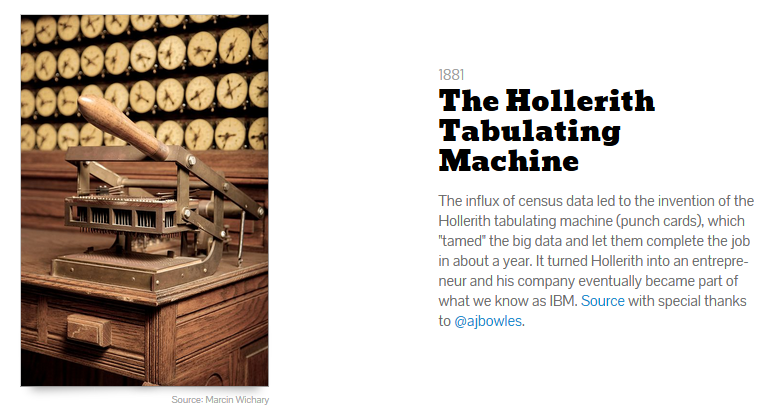 1881
The Hollerith
Tabulating
Machine
The influx of census data led to the invention of the
Hollerith tabulating machine (punch cards), which
"tamed" the big data and let them complete the job
in about a year. It turned Hollerith into an entrepre-
neur and his company eventually became part of
what we know as IBM. Source with special thanks
to @ajbowles.
Source: Marcin Wichary